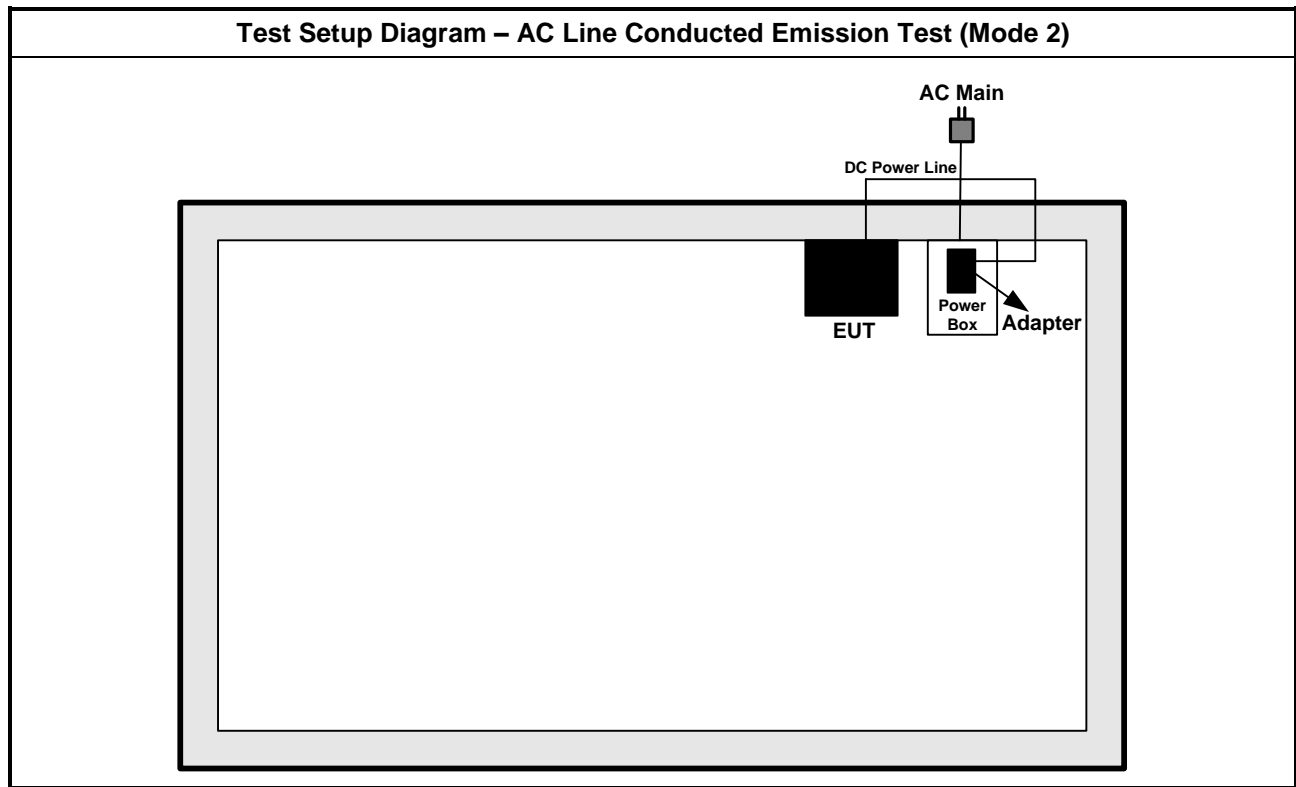 Test Setup Diagram – AC Line Conducted Emission Test (Mode 2)
AC Main
DC Power Line
EUT
Power
Box
Adapter